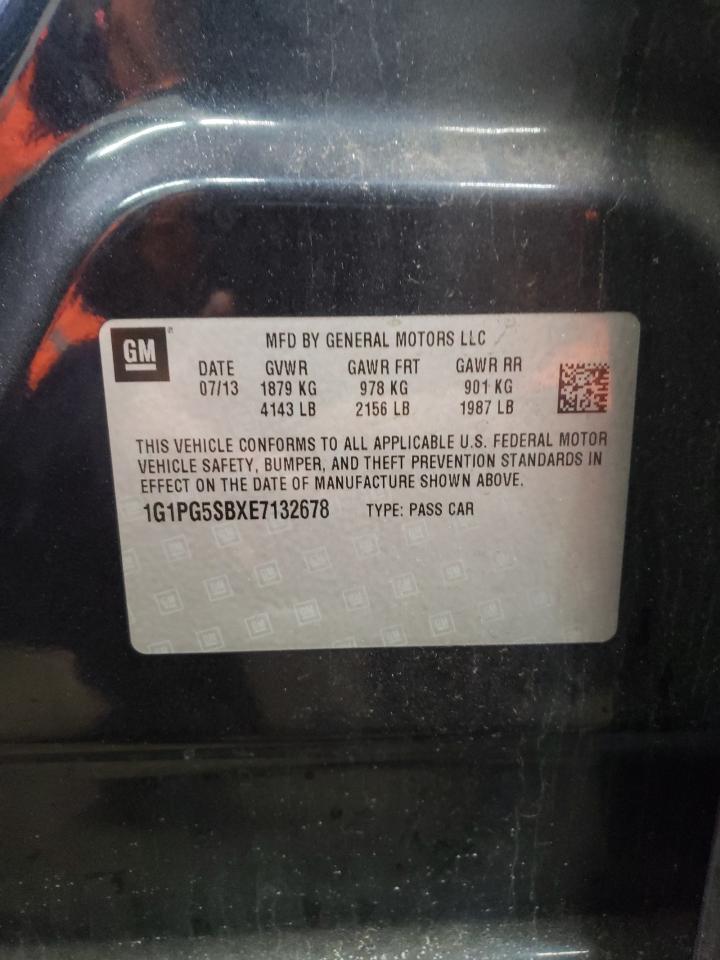 GM
MFD BY GENERAL MOTORS LLC
DATE GVWR GAWR FRT GAWR RR
07/13 1879 KG 978 KG 901 KG
4143 LB 2156 LB 1987 LB
THIS VEHICLE CONFORMS TO ALL APPLICABLE U.S. FEDERAL MOTOR
VEHICLE SAFETY, BUMPER, AND THEFT PREVENTION STANDARDS IN
EFFECT ON THE DATE OF MANUFACTURE SHOWN ABOVE.
1G1PG5SBXE7132678 TYPE: PASS CAR